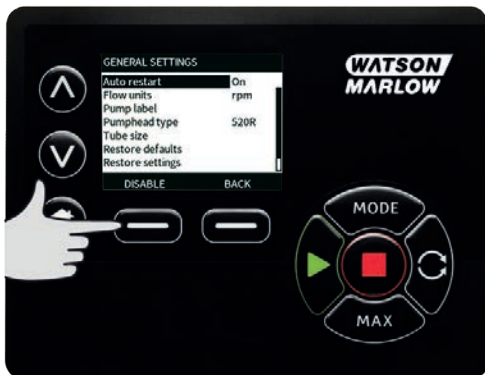 GENERAL SETTINGS
Auto restart On
Flow units rpm
Pump label
Pumphead type 520R
Tube size
Restore defaults
Restore settings
DISABLE BACK
WATSON
MARLOW
MODE
MAX